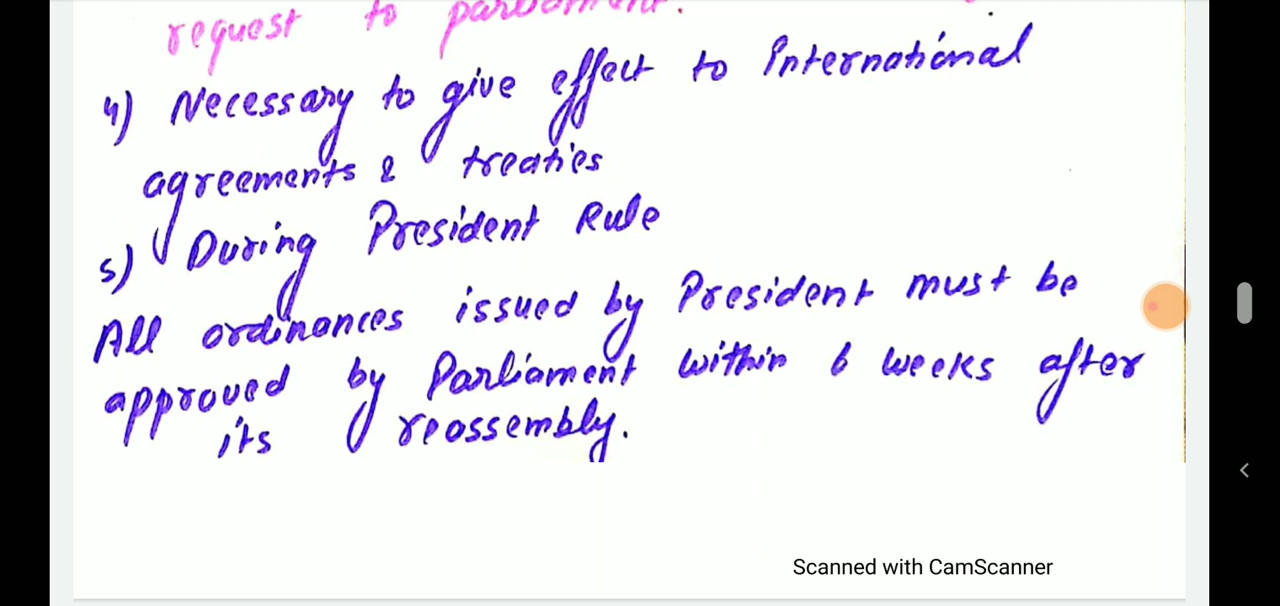 request to parliament.
4) Necessary to give effect to International
agreements & treaties
5) During President Rule
All ordinances issued by President must be
approved by Parliament within 6 weeks after
its reassembly.
Scanned with CamScanner